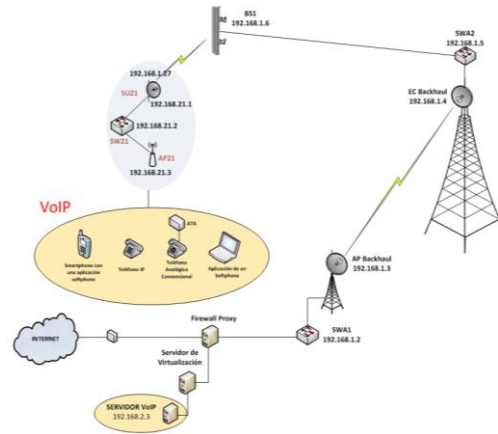 BS1
192.168.1.6
SWA2
192.168.1.5
EC Backhaul
192.168.1.4
192.168.1.27
SU21
192.168.21.1
192.168.21.2
SW21
AP21
192.168.21.3
VoIP
ATA
Smartphone con
una aplicación
softphone
Teléfono IP
Teléfono
Analógico
Convencional
Aplicación de un
Softphone
AP Backhaul
192.168.1.3
Firewall Proxy
SWA1
192.168.1.2
INTERNET
Servidor de
Virtualización
SERVIDOR VoIP
192.168.2.3